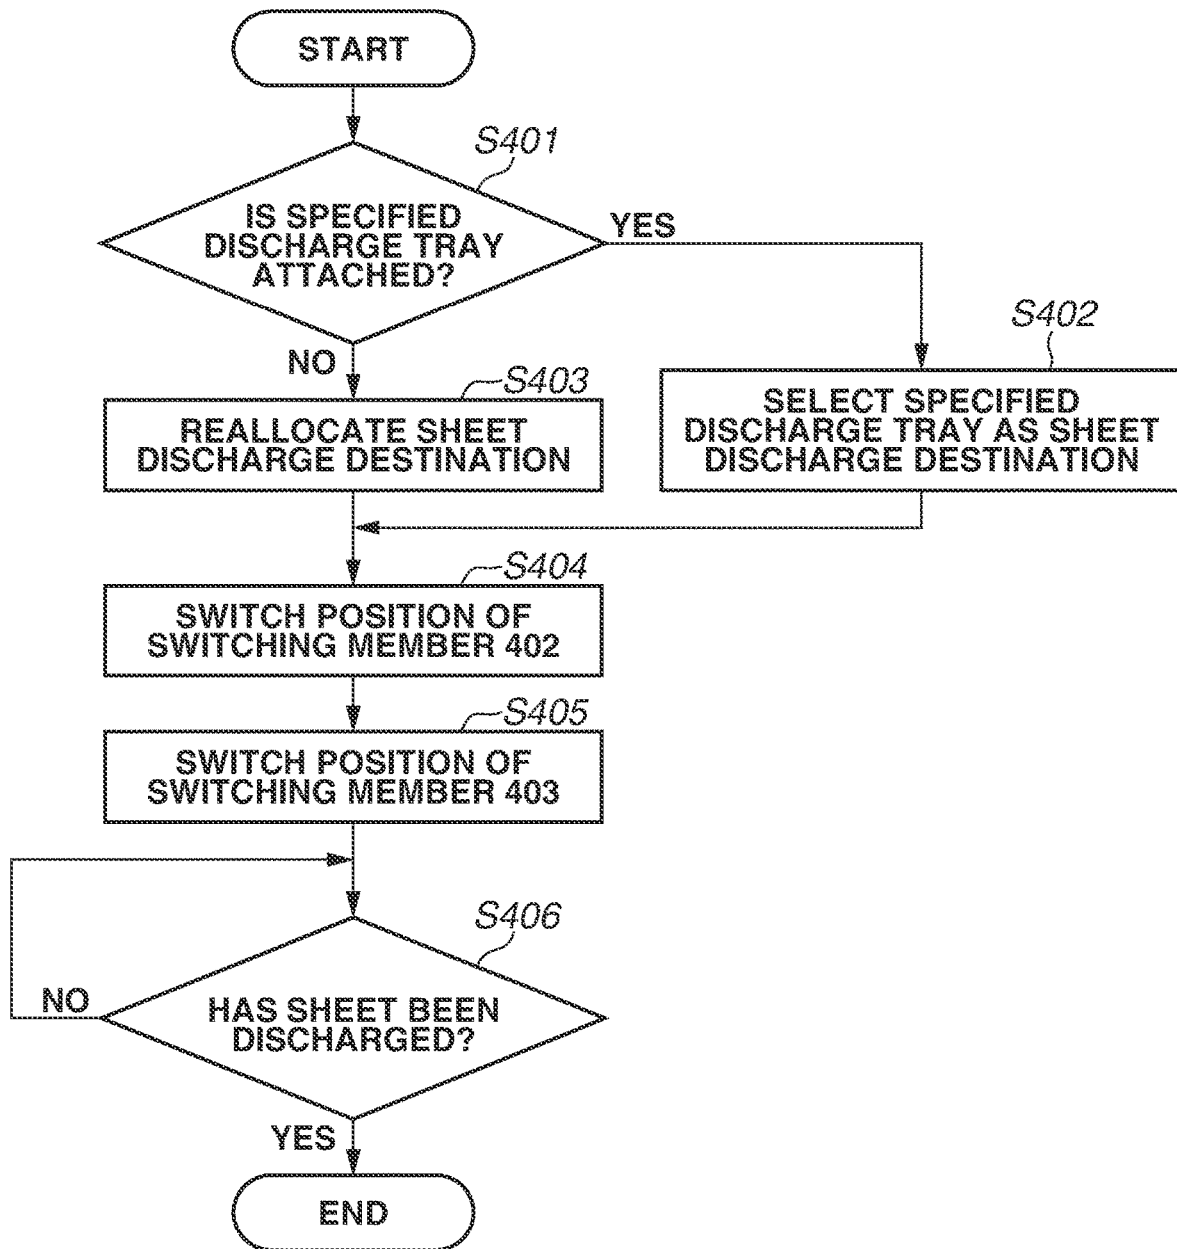 START
S401
IS SPECIFIED
DISCHARGE TRAY
ATTACHED?
YES
NO
S402
SELECT SPECIFIED
DISCHARGE TRAY AS SHEET
DISCHARGE DESTINATION
S403
REALLOCATE SHEET
DISCHARGE DESTINATION
S404
SWITCH POSITION OF
SWITCHING MEMBER 402
S405
SWITCH POSITION OF
SWITCHING MEMBER 403
S406
HAS SHEET BEEN
DISCHARGED?
NO
YES
END